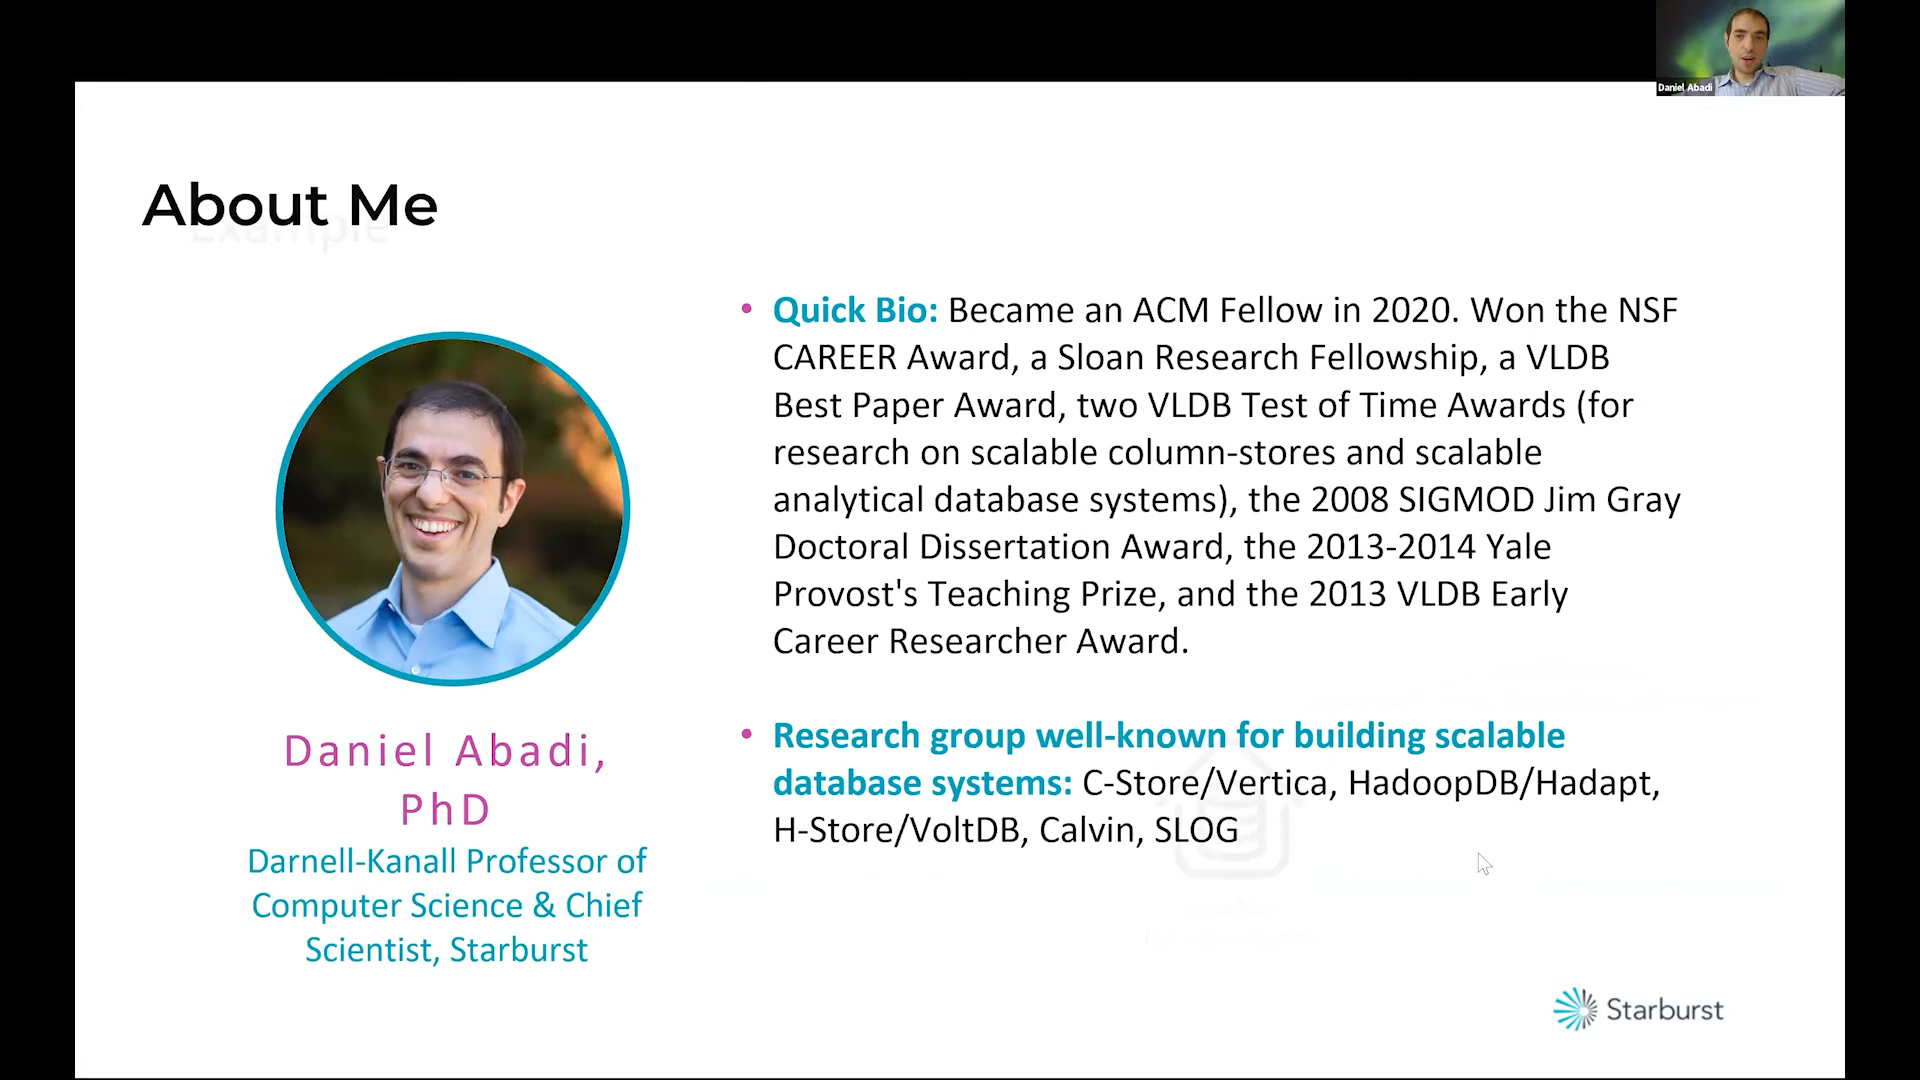 Daniel Abadi
About Me
Example
• Quick Bio: Became an ACM Fellow in 2020. Won the NSF
CAREER Award, a Sloan Research Fellowship, a VLDB
Best Paper Award, two VLDB Test of Time Awards (for
research on scalable column-stores and scalable
analytical database systems), the 2008 SIGMOD Jim Gray
Doctoral Dissertation Award, the 2013-2014 Yale
Provost's Teaching Prize, and the 2013 VLDB Early
Career Researcher Award.
• Research group well-known for building scalable
database systems: C-Store/Vertica, HadoopDB/Hadapt,
H-Store/VoltDB, Calvin, SLOG
Daniel Abadi,
PhD
Darnell-Kanall Professor of
Computer Science & Chief
Scientist, Starburst
Starburst